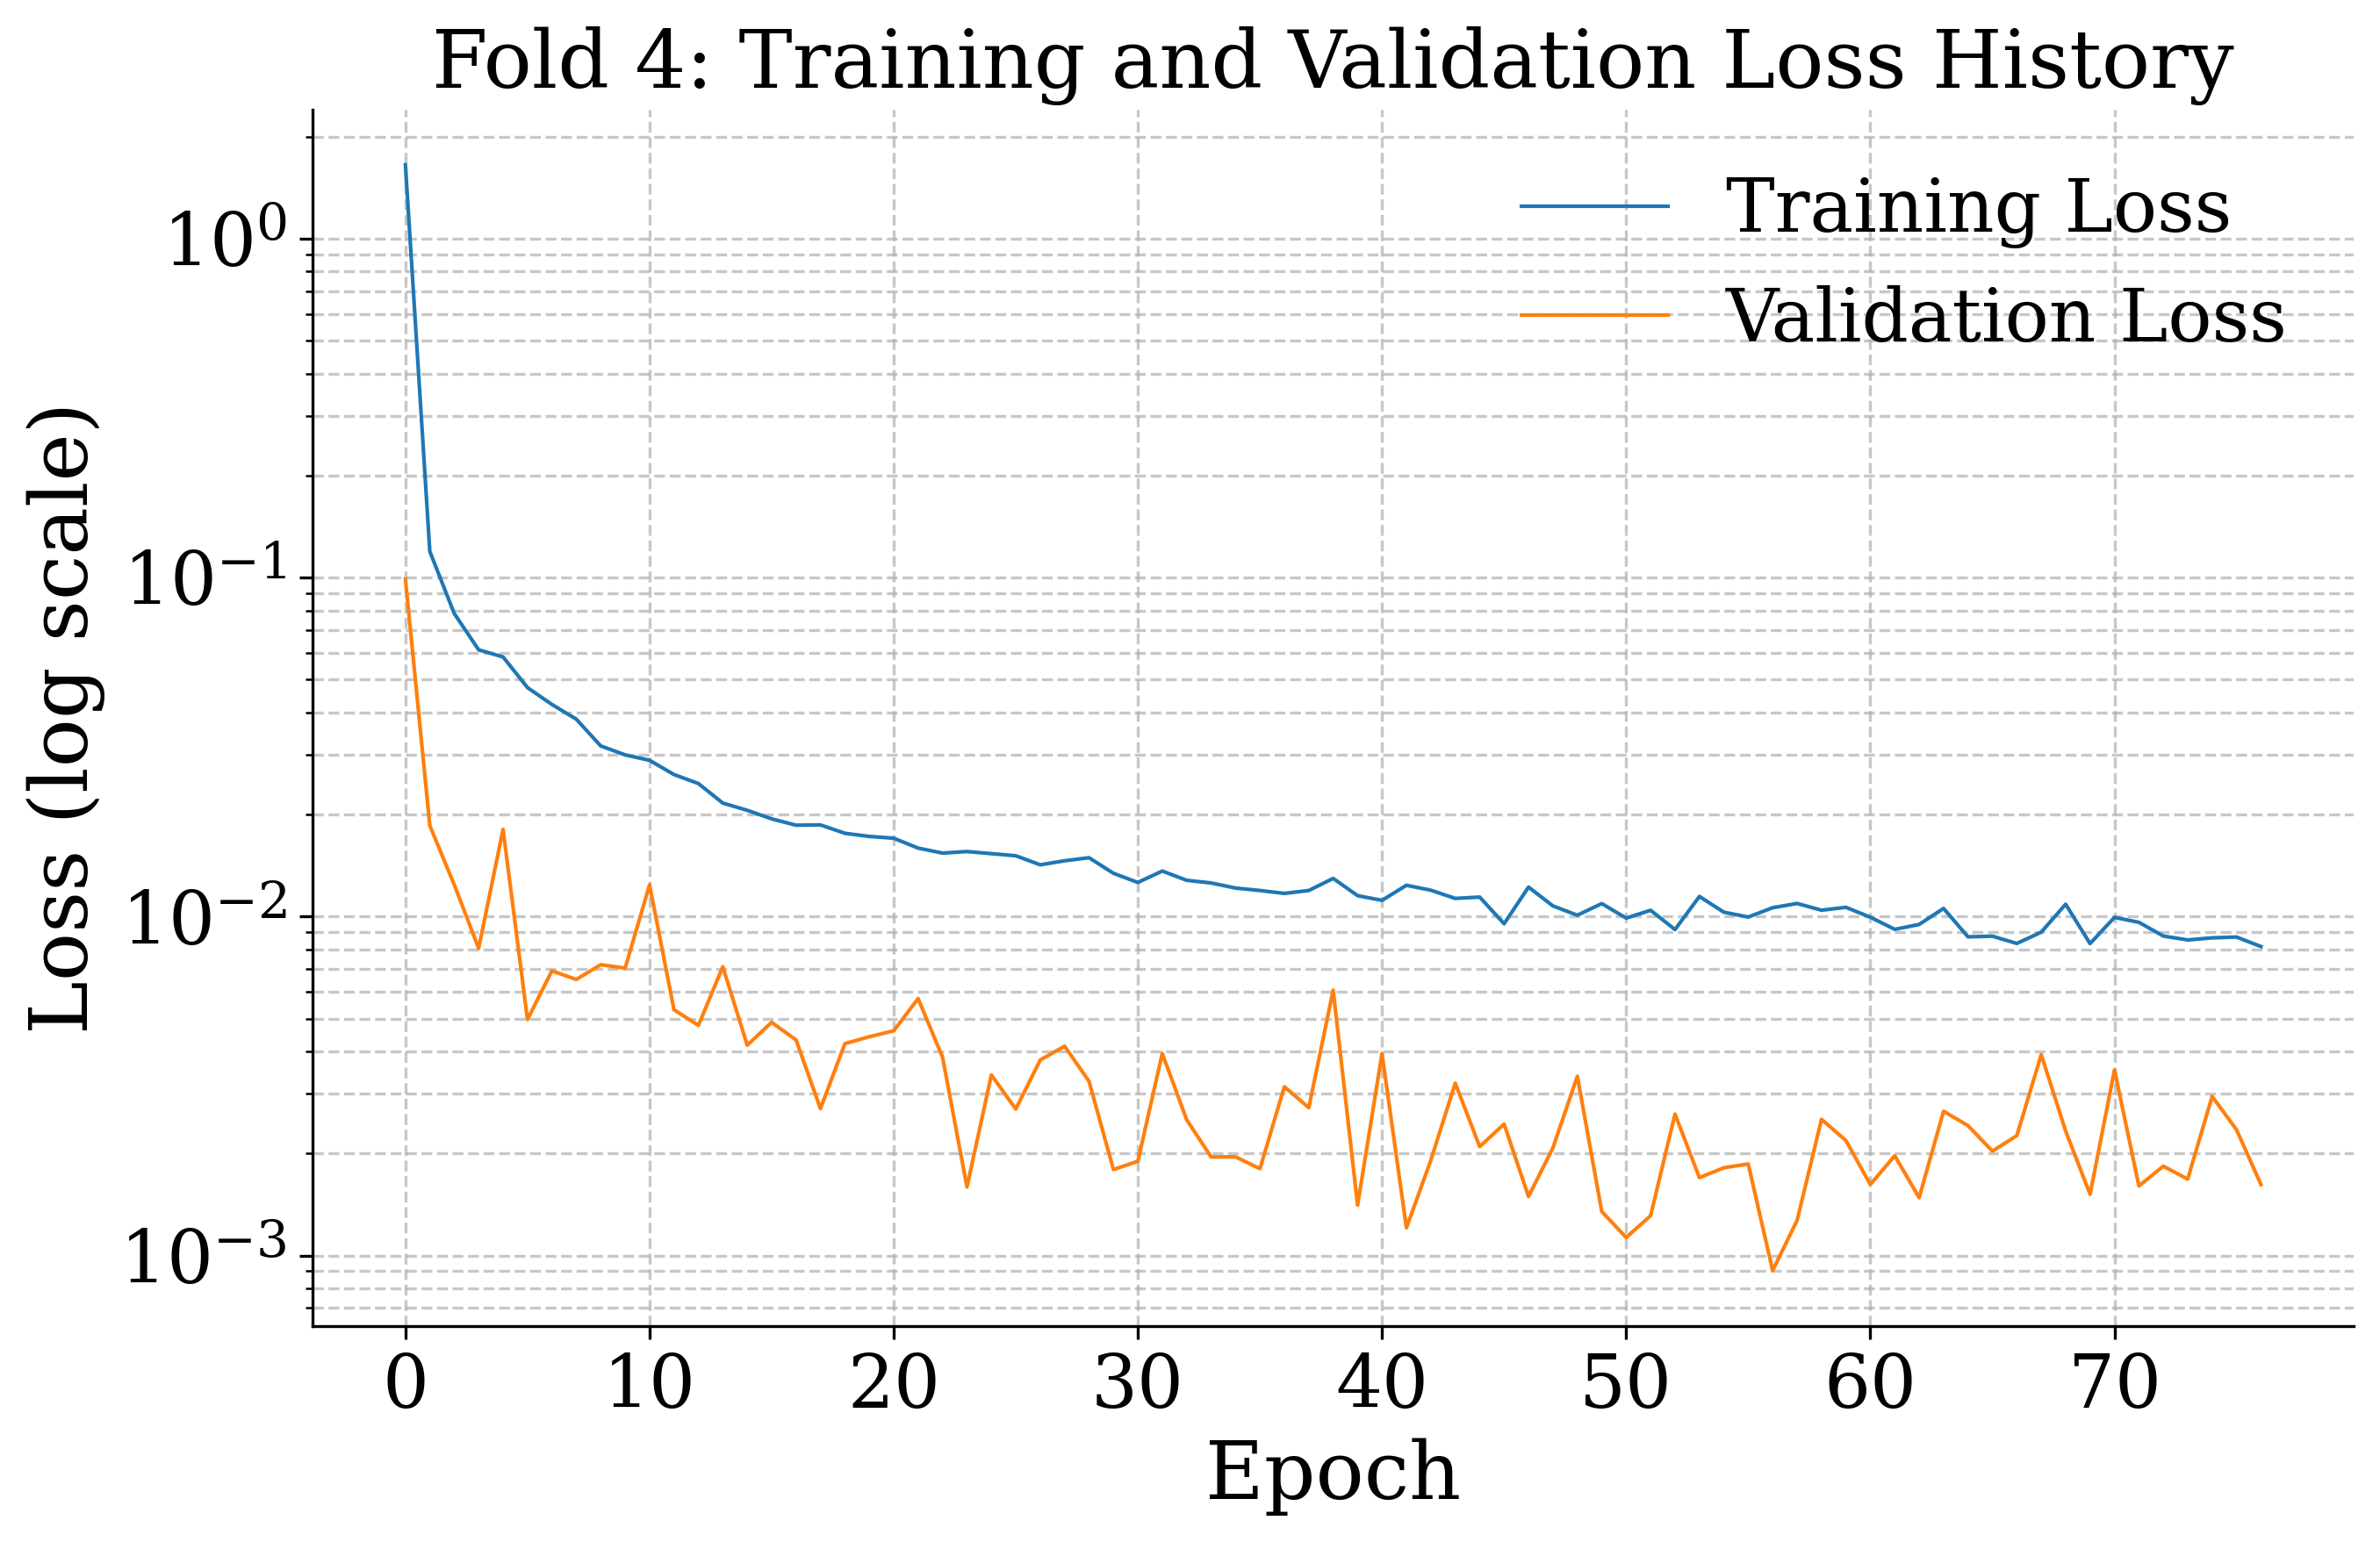 Fold 4: Training and Validation Loss History
Training Loss
Validation Loss
Loss (log scale)
10⁰
10⁻¹
10⁻²
10⁻³
0 10 20 30 40 50 60 70
Epoch